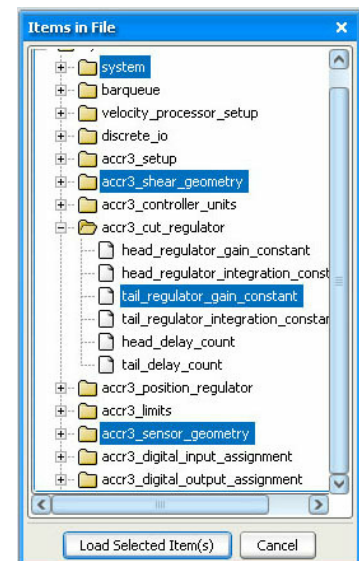 Items in File
system
barqueue
velocity_processor_setup
discrete_io
accr3_setup
accr3_shear_geometry
accr3_controller_units
accr3_cut_regulator
head_regulator_gain_constant
head_regulator_integration_const
tail_regulator_gain_constant
tail_regulator_integration_constar
head_delay_count
tail_delay_count
accr3_position_regulator
accr3_limits
accr3_sensor_geometry
accr3_digital_input_assignment
accr3_digital_output_assignment
Load Selected Item(s) Cancel